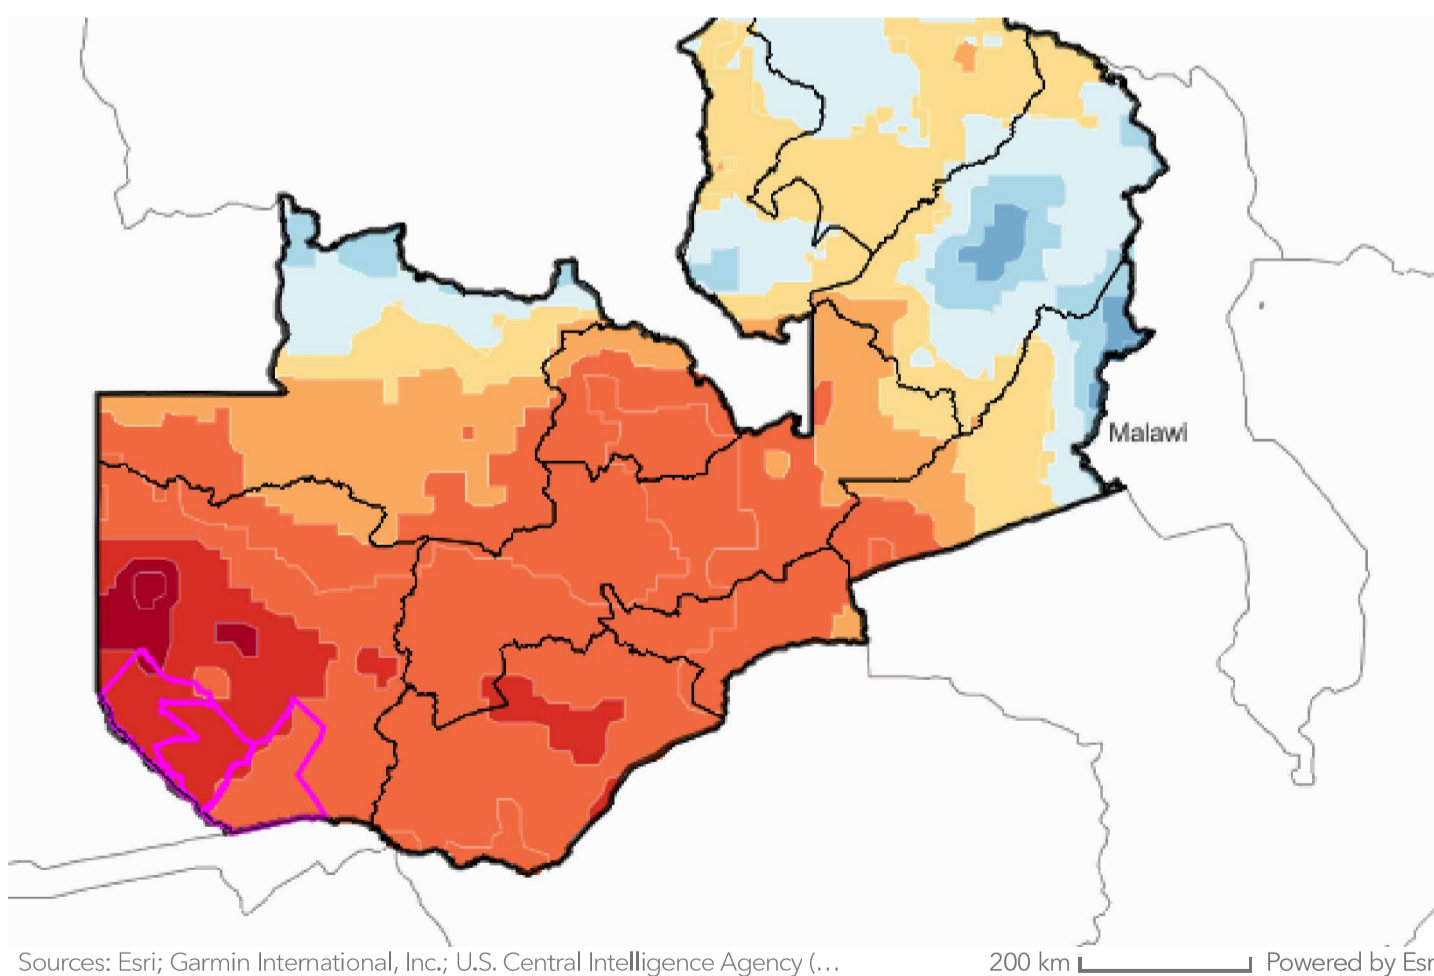 Malawi
Sources: Esri; Garmin International, Inc.; U.S. Central Intelligence Agency (…
200 km
Powered by Esr